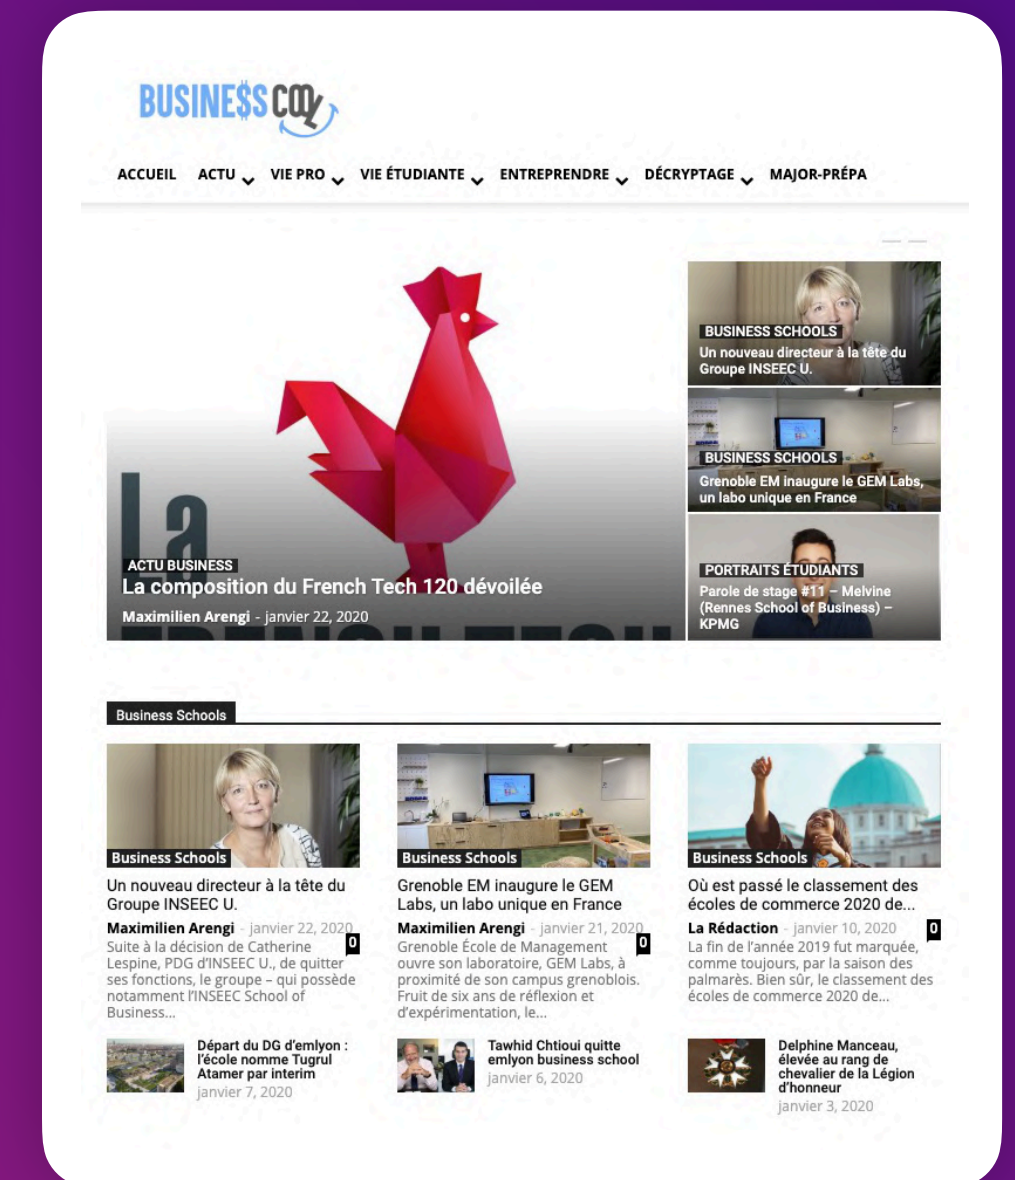 BUSINE$$ COOL
ACCUEIL ACTU VIE PRO VIE ÉTUDIANTE ENTREPRENDRE DÉCRYPTAGE MAJOR-PRÉPA
La
ACTU BUSINESS
La composition du French Tech 120 dévoilée
Maximilien Arengi - janvier 22, 2020
FRENCH TECH
BUSINESS SCHOOLS
Un nouveau directeur à la tête du
Groupe INSEEC U.
BUSINESS SCHOOLS
Grenoble EM inaugure le GEM Labs,
un labo unique en France
PORTRAITS ÉTUDIANTS
Parole de stage #11 – Melvine
(Rennes School of Business) –
KPMG
Business Schools
Business Schools
Un nouveau directeur à la tête du
Groupe INSEEC U.
Maximilien Arengi - janvier 22, 2020
0
Suite à la décision de Catherine
Lespine, PDG d’INSEEC U., de quitter
ses fonctions, le groupe – qui possède
notamment l’INSEEC School of
Business...
Business Schools
Grenoble EM inaugure le GEM
Labs, un labo unique en France
Maximilien Arengi - janvier 21, 2020
0
Grenoble École de Management
ouvre son laboratoire, GEM Labs, à
proximité de son campus grenoblois.
Fruit de six ans de réflexion et
d’expérimentation, le...
Business Schools
Où est passé le classement des
écoles de commerce 2020 de...
La Rédaction - janvier 10, 2020
0
La fin de l’année 2019 fut marquée,
comme toujours, par la saison des
palmarès. Bien sûr, le classement des
écoles de commerce 2020 de...
Départ du DG d’emlyon :
l’école nomme Tugrul
Atamer par interim
janvier 7, 2020
Tawhid Chtioui quitte
emlyon business school
janvier 6, 2020
Delphine Manceau,
élevée au rang de
chevalier de la Légion
d’honneur
janvier 3, 2020